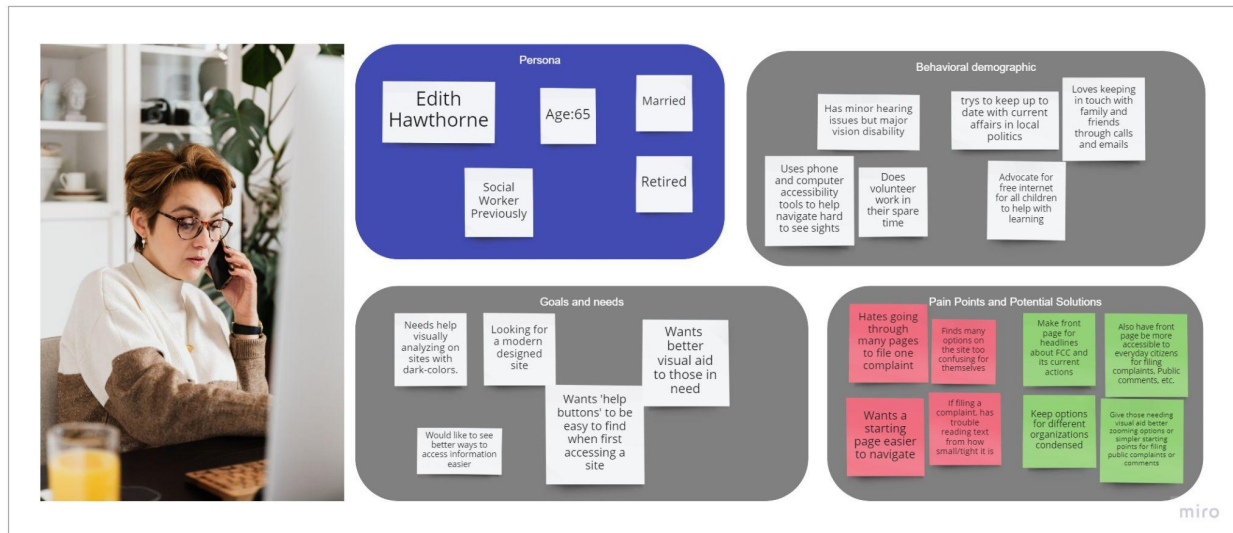 Persona
Edith
Hawthorne
Age:65
Married
Social
Worker
Previously
Retired
Behavioral demographic
Has minor hearing
issues but major
vision disability
trys to keep up to
date with current
affairs in local
politics
Loves keeping
in touch with
family and
friends
through calls
and emails
Uses phone
and computer
accessibility
tools to help
navigate hard
to see sights
Does
volunteer
work in
their spare
time
Advocate for
free internet
for all children
to help with
learning
Goals and needs
Needs help
visually
analyzing on
sites with
dark-colors.
Looking for
a modern
designed
site
Wants
better
visual aid
to those in
need
Wants 'help
buttons' to be
easy to find
when first
accessing a
site
Would like to see
better ways to
access information
easier
Pain Points and Potential Solutions
Hates going
through
many pages
to file one
complaint
Finds many
options on
the site too
confusing for
themselves
Make front
page for
headlines
about FCC and
its current
actions
Also have front
page be more
accessible to
everyday citizens
for filing
complaints, Public
comments, etc.
Wants a
starting
page easier
to navigate
If filing a
complaint, has
trouble
reading text
from how
small/tight it is
Keep options
for different
organizations
condensed
Give those needing
visual aid better
zooming options or
simpler starting
points for filing
public complaints or
comments
miro